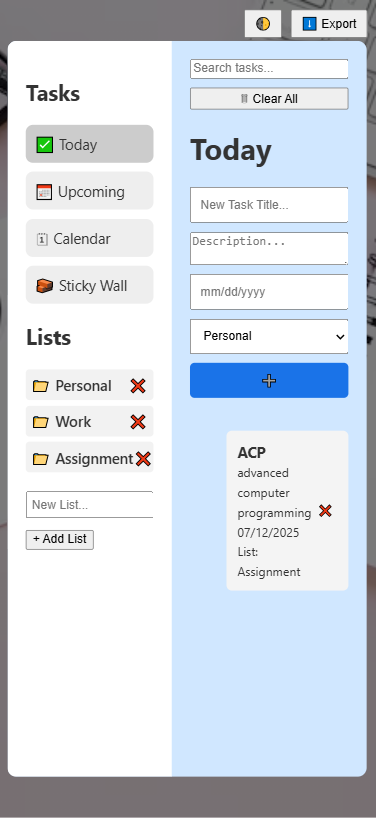 Export
Tasks
Today
Upcoming
Calendar
Sticky Wall
Lists
Personal
Work
Assignment
New List...
+ Add List
Search tasks...
Clear All
Today
New Task Title...
Description...
mm/dd/yyyy
Personal
ACP
advanced
computer
programming
07/12/2025
List:
Assignment